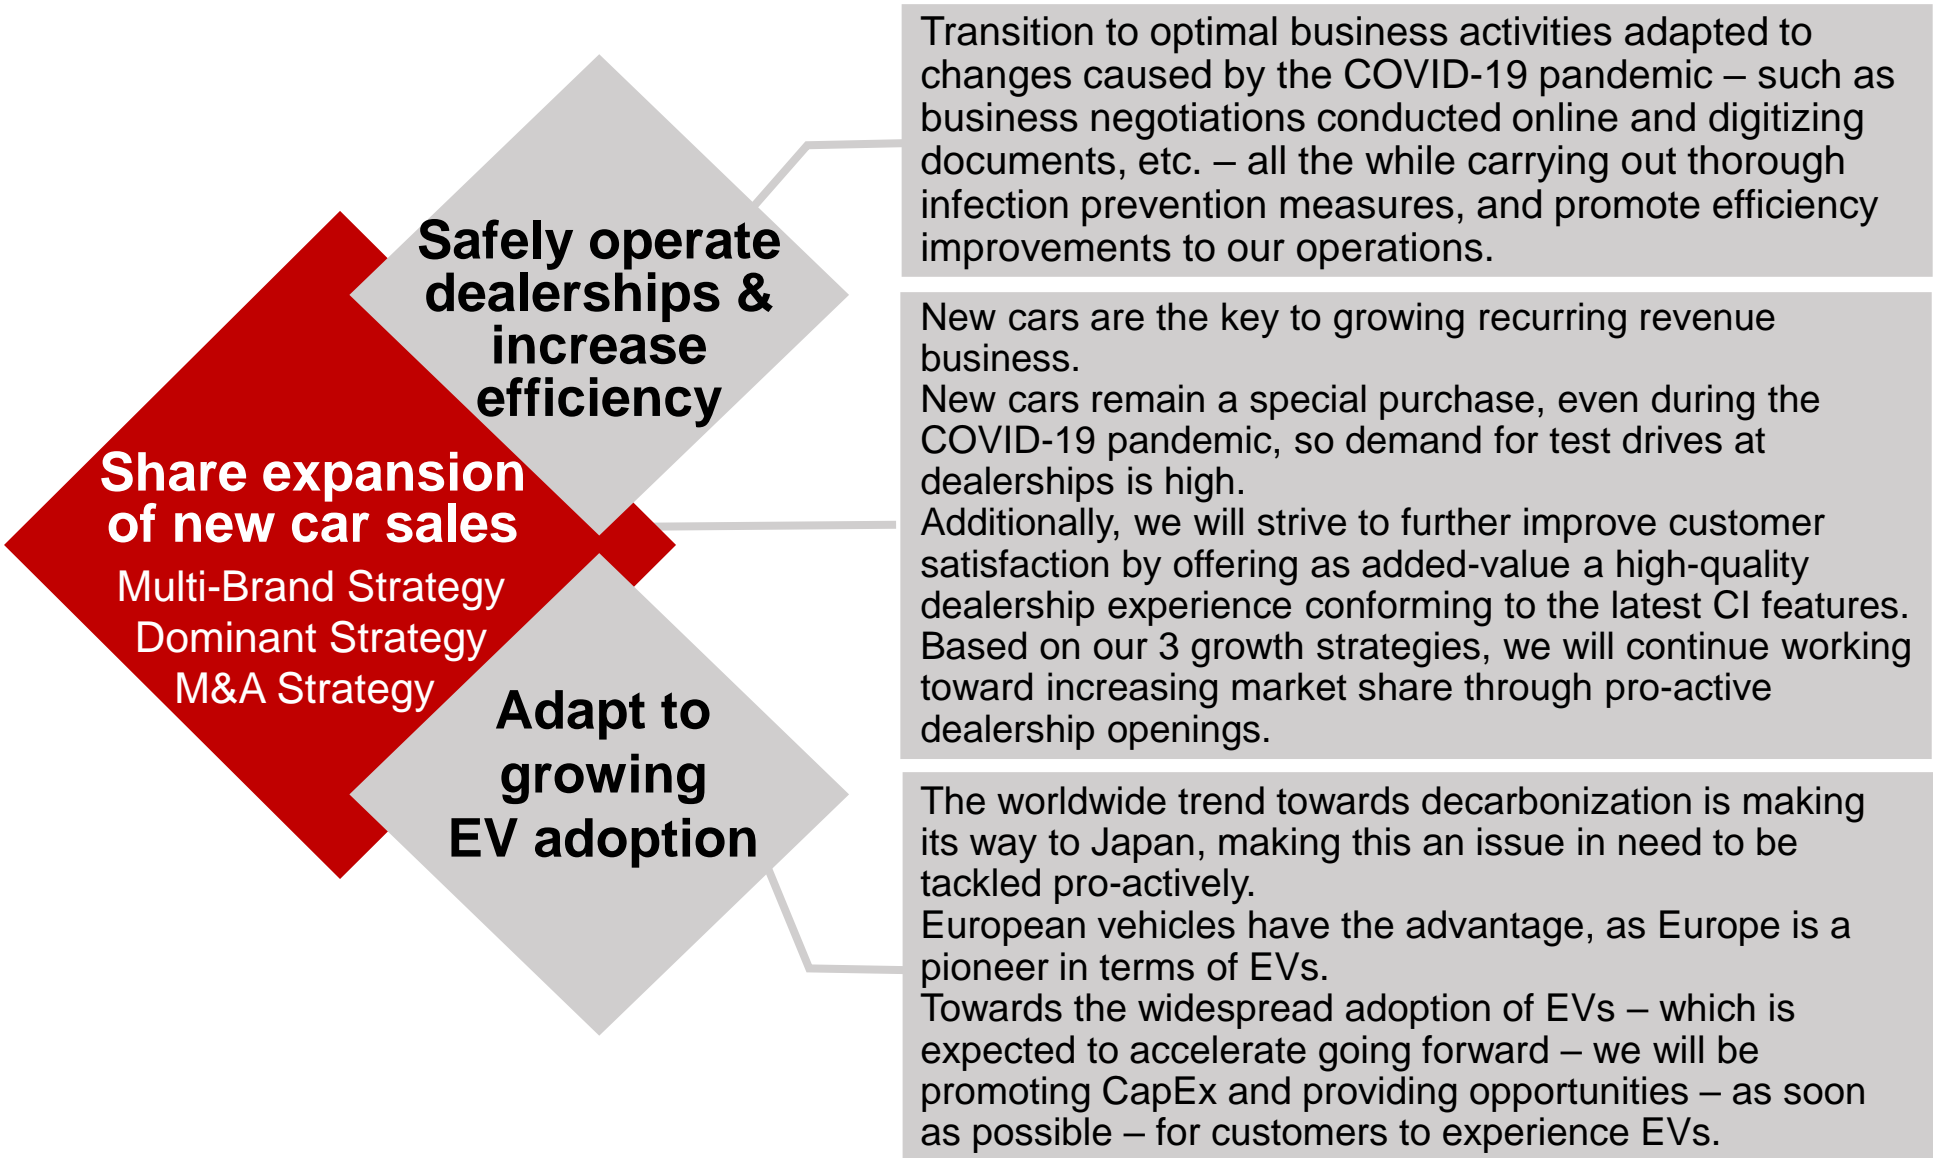 Safely operate
dealerships &
increase
efficiency
Share expansion
of new car sales
Multi-Brand Strategy
Dominant Strategy
M&A Strategy
Adapt to
growing
EV adoption
Transition to optimal business activities adapted to
changes caused by the COVID-19 pandemic – such as
business negotiations conducted online and digitizing
documents, etc. – all the while carrying out thorough
infection prevention measures, and promote efficiency
improvements to our operations.
New cars are the key to growing recurring revenue
business.
New cars remain a special purchase, even during the
COVID-19 pandemic, so demand for test drives at
dealerships is high.
Additionally, we will strive to further improve customer
satisfaction by offering as added-value a high-quality
dealership experience conforming to the latest CI features.
Based on our 3 growth strategies, we will continue working
toward increasing market share through pro-active
dealership openings.
The worldwide trend towards decarbonization is making
its way to Japan, making this an issue in need to be
tackled pro-actively.
European vehicles have the advantage, as Europe is a
pioneer in terms of EVs.
Towards the widespread adoption of EVs – which is
expected to accelerate going forward – we will be
promoting CapEx and providing opportunities – as soon
as possible – for customers to experience EVs.